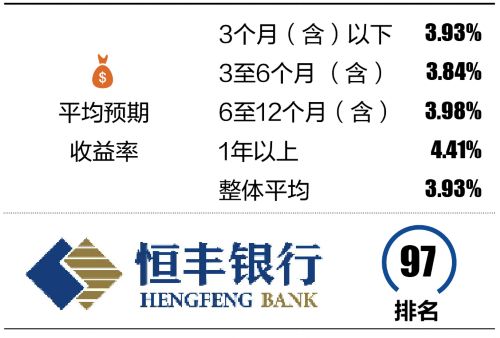 3个月（含）以下 3.93%
$
3至6个月（含） 3.84%
平均预期
6至12个月（含） 3.98%
收益率
1年以上 4.41%
整体平均 3.93%
恒丰银行
HENGFENG BANK
97
排名